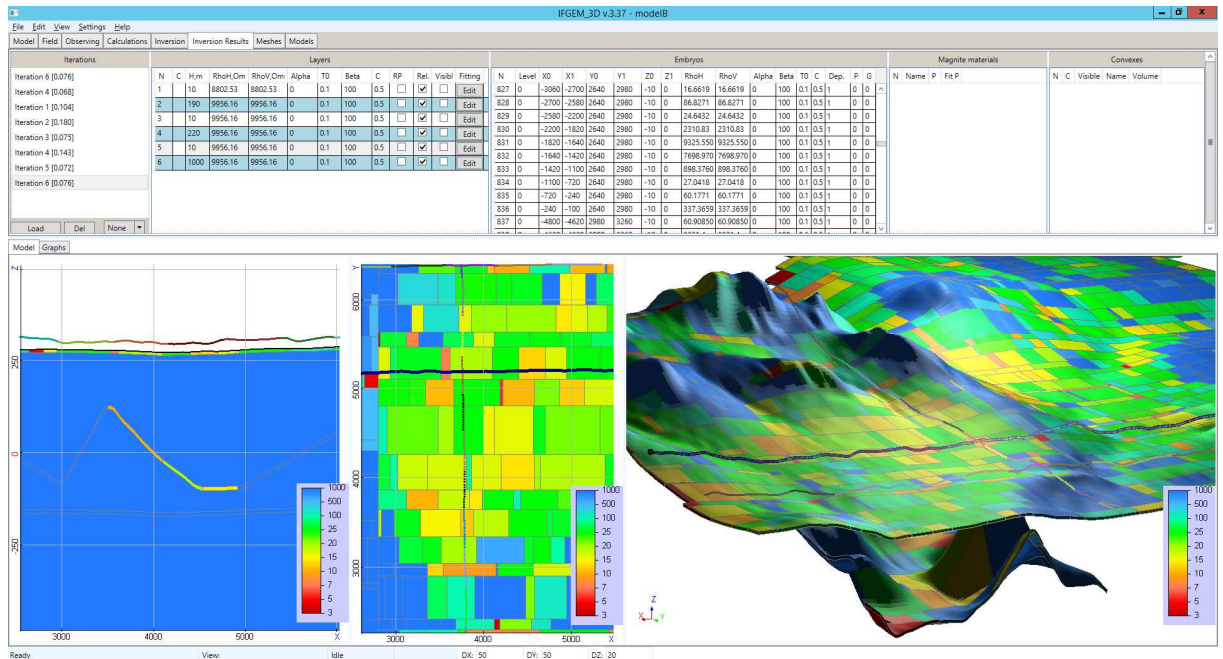 IFGEM_3D v.3.37 - modelB
File Edit View Settings Help
Model Field Observing Calculations Inversion Inversion Results Meshes Models
Iterations
Iteration 6 [0.076]
Iteration 4 [0.068]
Iteration 1 [0.104]
Iteration 2 [0.180]
Iteration 3 [0.075]
Iteration 4 [0.143]
Iteration 5 [0.072]
Iteration 6 [0.076]
Load Del None
Layers
N C H,m RhoH,Om RhoV,Om Alpha T0 Beta C RP Rel. Visibl Fitting
1 10 8802.53 8802.53 0 0.1 100 0.5 Edit
2 190 9956.16 9956.16 0 0.1 100 0.5 Edit
3 10 9956.16 9956.16 0 0.1 100 0.5 Edit
4 220 9956.16 9956.16 0 0.1 100 0.5 Edit
5 10 9956.16 9956.16 0 0.1 100 0.5 Edit
6 1000 9956.16 9956.16 0 0.1 100 0.5 Edit
Embryos
N Level X0 X1 Y0 Y1 Z0 Z1 RhoH RhoV Alpha Beta T0 C Dep. P G
827 0 -3060 -2700 2640 2980 -10 0 16.6619 16.6619 0 100 0.1 0.5 1 0 0
828 0 -2700 -2580 2640 2980 -10 0 86.8271 86.8271 0 100 0.1 0.5 1 0 0
829 0 -2580 -2200 2640 2980 -10 0 24.6432 24.6432 0 100 0.1 0.5 1 0 0
830 0 -2200 -1820 2640 2980 -10 0 2310.83 2310.83 0 100 0.1 0.5 1 0 0
831 0 -1820 -1640 2640 2980 -10 0 9325.550 9325.550 0 100 0.1 0.5 1 0 0
832 0 -1640 -1420 2640 2980 -10 0 7698.970 7698.970 0 100 0.1 0.5 1 0 0
833 0 -1420 -1100 2640 2980 -10 0 898.3760 898.3760 0 100 0.1 0.5 1 0 0
834 0 -1100 -720 2640 2980 -10 0 27.0418 27.0418 0 100 0.1 0.5 1 0 0
835 0 -720 -240 2640 2980 -10 0 60.1771 60.1771 0 100 0.1 0.5 1 0 0
836 0 -240 -100 2640 2980 -10 0 337.3659 337.3659 0 100 0.1 0.5 1 0 0
837 0 -4800 -4620 2980 3260 -10 0 60.90850 60.90850 0 100 0.1 0.5 1 0 0
Magnite materials
N Name P Fit P
Convexes
N C Visible Name Volume
Model Graphs
Z
250
0
-250
3000 4000 5000 X
1000
500
100
25
20
15
10
7
5
3
Y
6000
5000
4000
3000
3000 4000 5000 X
1000
500
100
25
20
15
10
7
5
3
Z
X Y
1000
500
100
25
20
15
10
7
5
3
Ready View: Idle DX: 50 DY: 50 DZ: 20